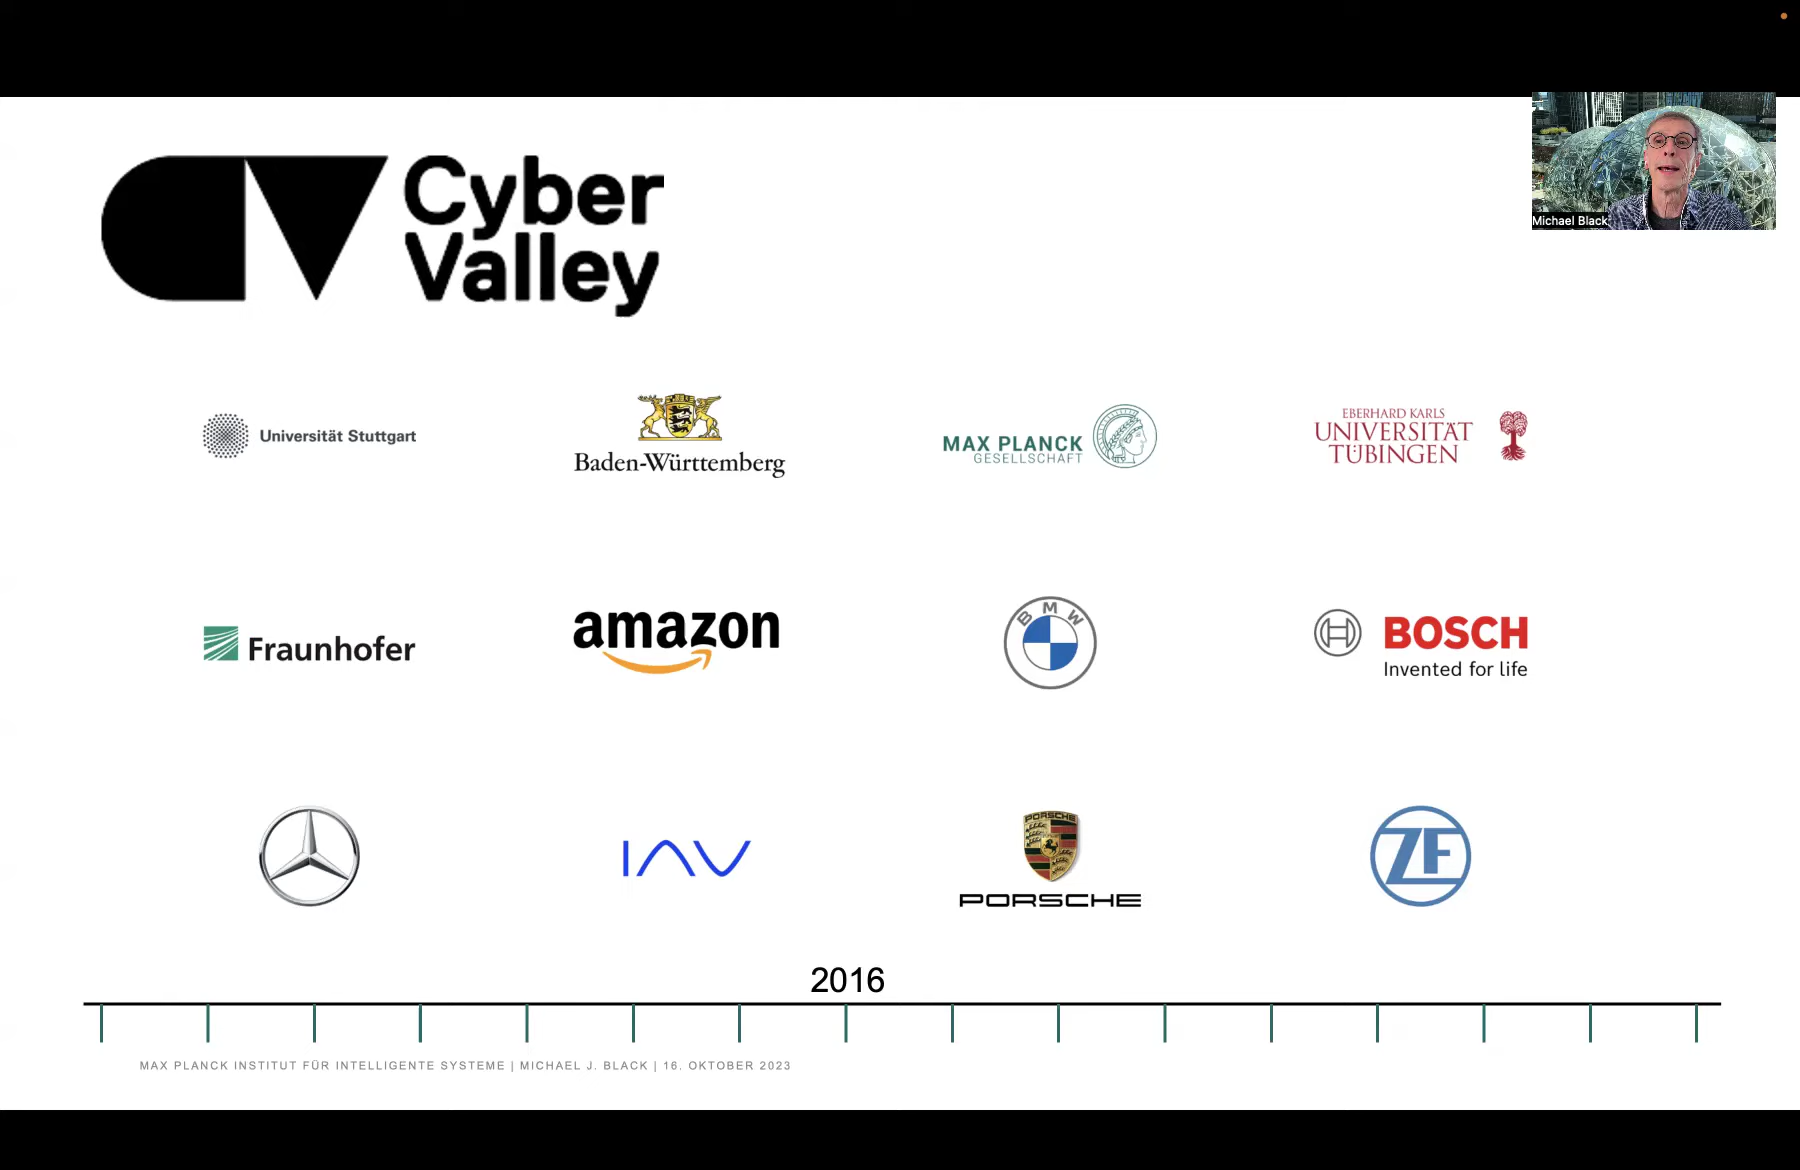 Cyber
Valley
Michael Black
Universität Stuttgart
Baden-Württemberg
MAX PLANCK
GESELLSCHAFT
EBERHARD KARLS
UNIVERSITÄT
TÜBINGEN
Fraunhofer
amazon
BMW
BOSCH
Invented for life
IAV
PORSCHE
PORSCHE
ZF
2016
MAX PLANCK INSTITUT FÜR INTELLIGENTE SYSTEME | MICHAEL J. BLACK | 16. OKTOBER 2023